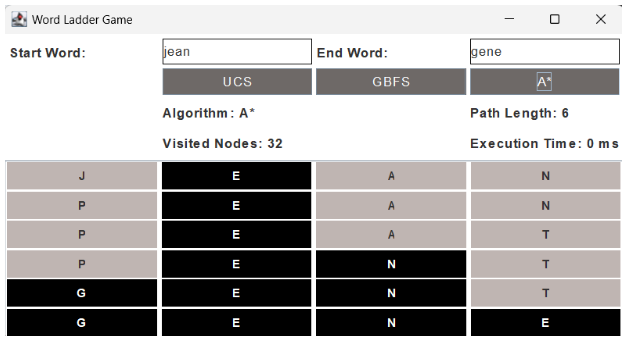 Word Ladder Game
Start Word: jean End Word: gene
UCS GBFS A*
Algorithm: A* Path Length: 6
Visited Nodes: 32 Execution Time: 0 ms
J E A N
P E A N
P E A T
P E N T
G E N T
G E N E